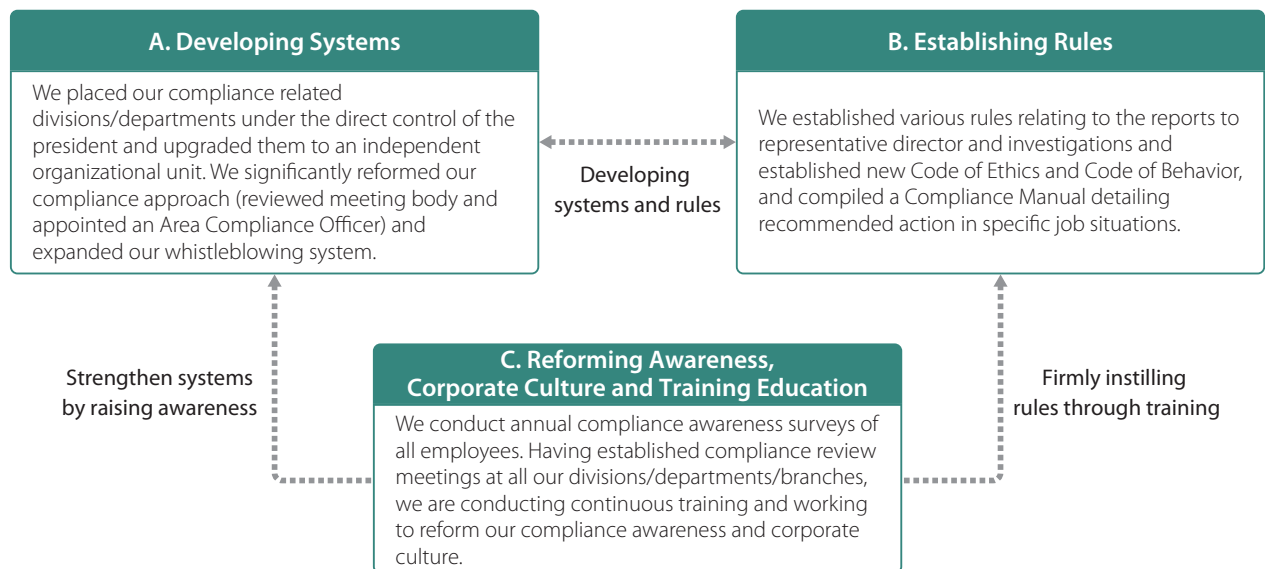 A. Developing Systems
We placed our compliance related
divisions/departments under the direct control of the
president and upgraded them to an independent
organizational unit. We significantly reformed our
compliance approach (reviewed meeting body and
appointed an Area Compliance Officer) and
expanded our whistleblowing system.
Developing
systems and rules
B. Establishing Rules
We established various rules relating to the reports to
representative director and investigations and
established new Code of Ethics and Code of Behavior,
and compiled a Compliance Manual detailing
recommended action in specific job situations.
Strengthen systems
by raising awareness
C. Reforming Awareness,
Corporate Culture and Training Education
We conduct annual compliance awareness surveys of
all employees. Having established compliance review
meetings at all our divisions/departments/branches,
we are conducting continuous training and working
to reform our compliance awareness and corporate
culture.
Firmly instilling
rules through training